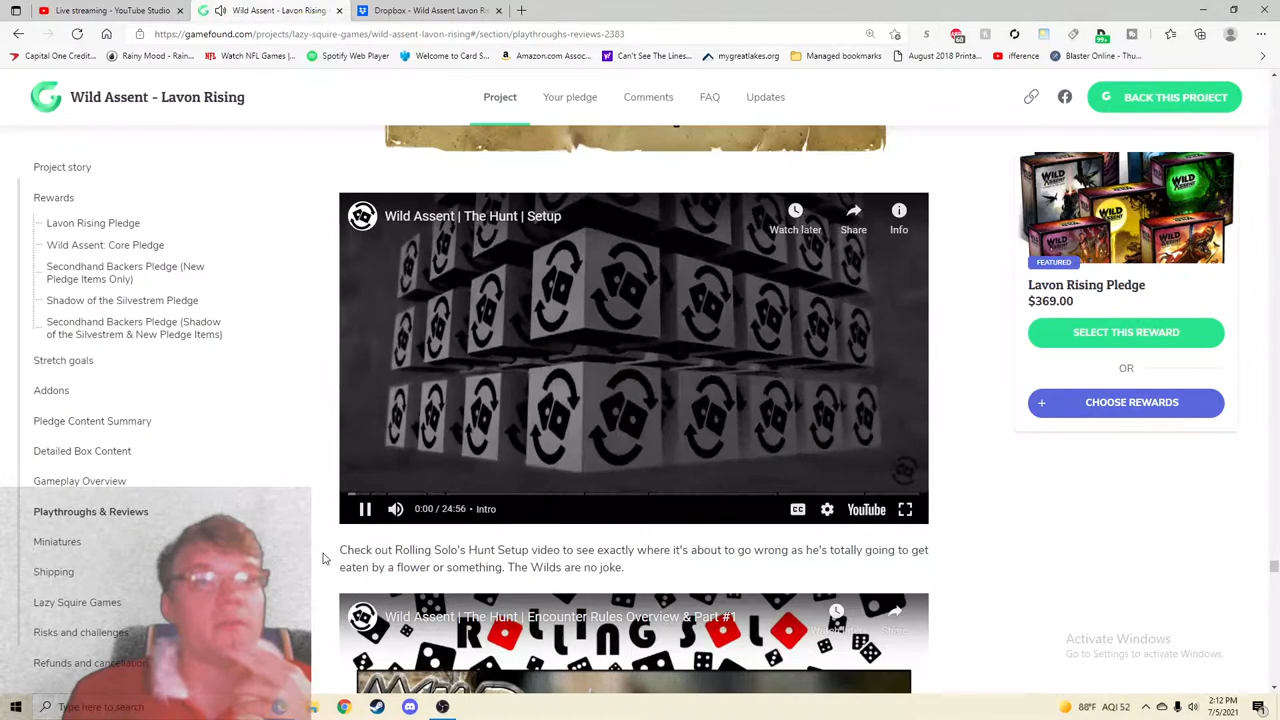 Live streaming - YouTube Studio
Wild Assent - Lavon Rising
Dropbox - Wild Assent - Lavon Re
https://gamefound.com/projects/lazy-squire-games/wild-assent-lavon-rising#/section/playthroughs-reviews-2383
60
99+
Capital One Credit...
Rainy Mood • Rain...
Watch NFL Games |...
Spotify Web Player
Welcome to Card S...
Amazon.com Assoc...
Can't See The Lines...
mygreatlakes.org
Managed bookmarks
August 2018 Printa...
ifference
Blaster Online - Thu...
Wild Assent - Lavon Rising
Project
Your pledge
Comments
FAQ
Updates
BACK THIS PROJECT
Project story
Rewards
Lavon Rising Pledge
Wild Assent: Core Pledge
Secondhand Backers Pledge (New
Pledge Items Only)
Shadow of the Silvestrem Pledge
Secondhand Backers Pledge (Shadow
of the Silvestrem & New Pledge Items)
Stretch goals
Addons
Pledge Content Summary
Detailed Box Content
Gameplay Overview
Playthroughs & Reviews
Miniatures
Shipping
Lazy Squire Games
Risks and challenges
Refunds and cancellation
Wild Assent | The Hunt | Setup
Watch later
Share
Info
0:00 / 24:56 • Intro
CC
YouTube
Check out Rolling Solo's Hunt Setup video to see exactly where it's about to go wrong as he's totally going to get
eaten by a flower or something. The Wilds are no joke.
Wild Assent | The Hunt | Encounter Rules Overview & Part #1
Watch later
Share
ROLLING SOLO
WILD
ASSENT
FEATURED
Lavon Rising Pledge
$369.00
SELECT THIS REWARD
OR
+ CHOOSE REWARDS
Activate Windows
Go to Settings to activate Windows.
Type here to search
88°F AQI 52
2:12 PM
7/5/2021